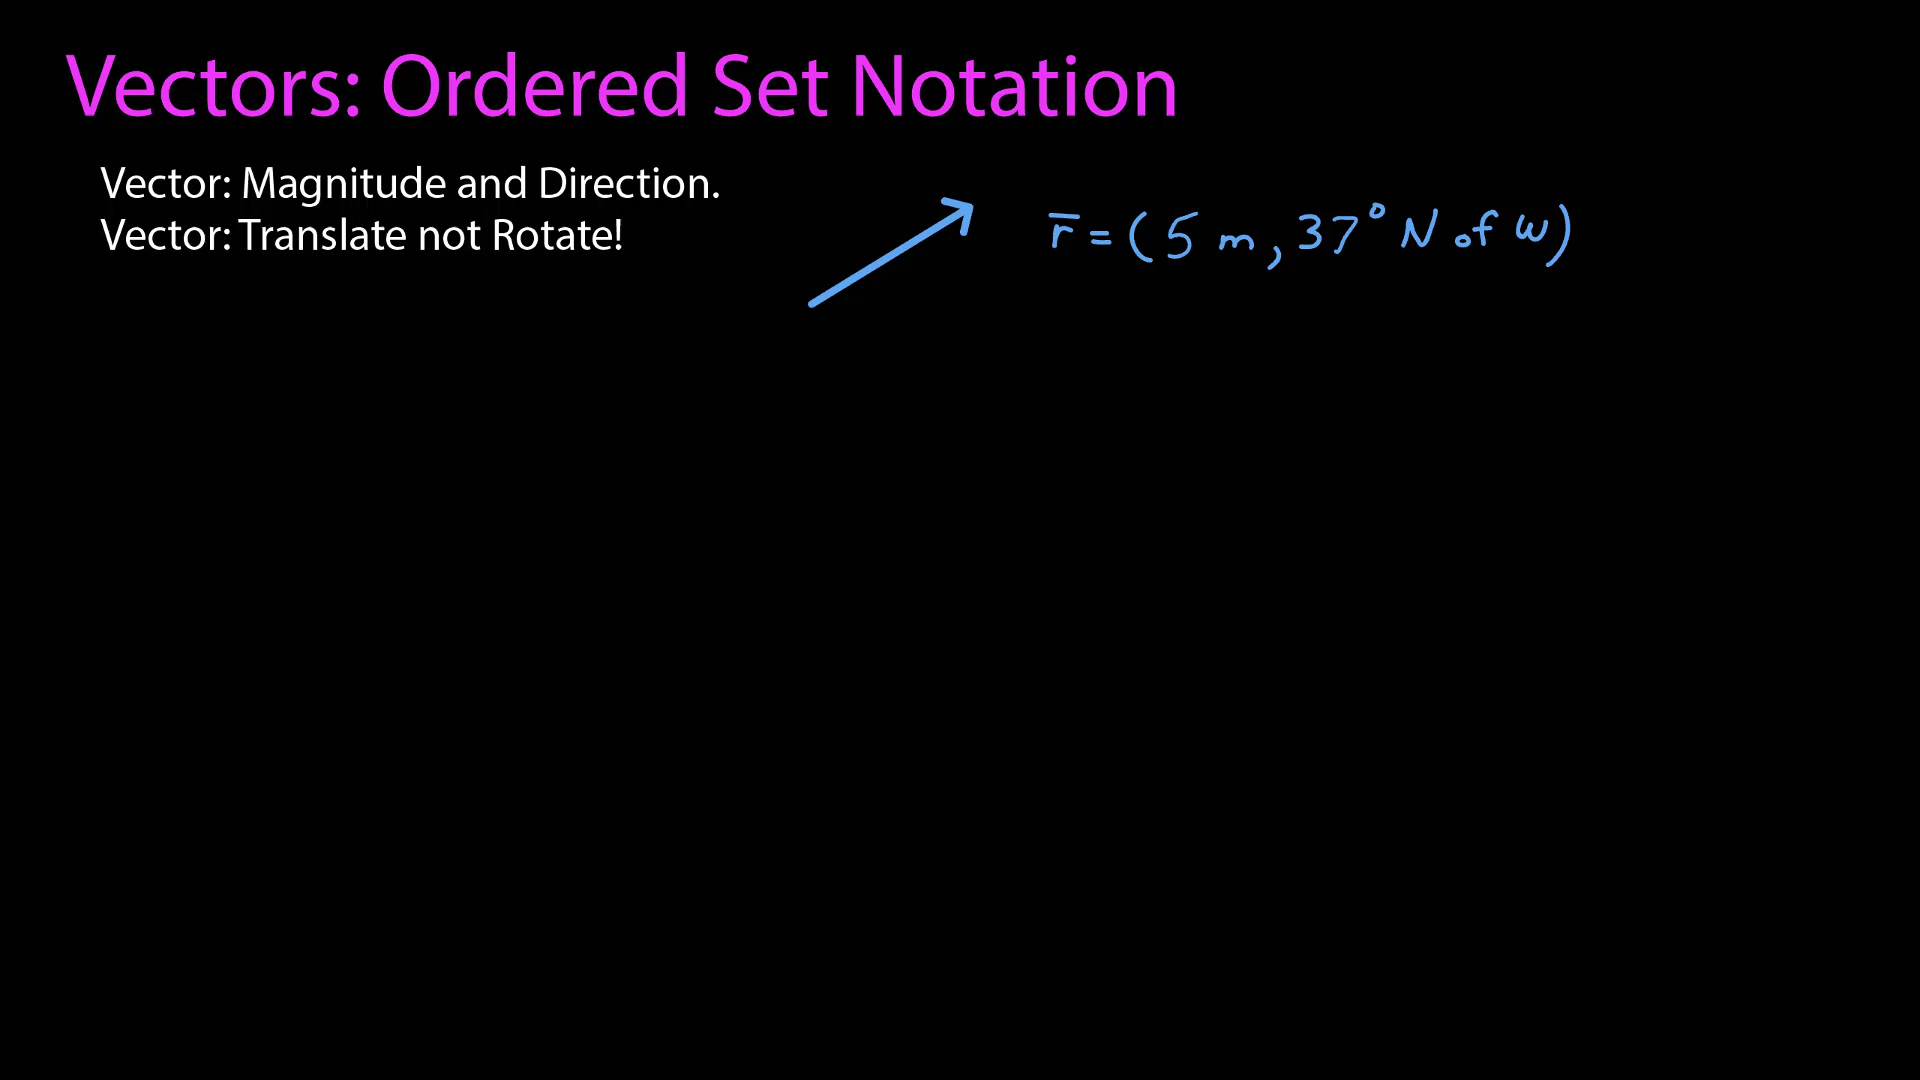 Vectors: Ordered Set Notation
Vector: Magnitude and Direction.
Vector: Translate not Rotate!
r̅ = (5 m, 37° N of W)